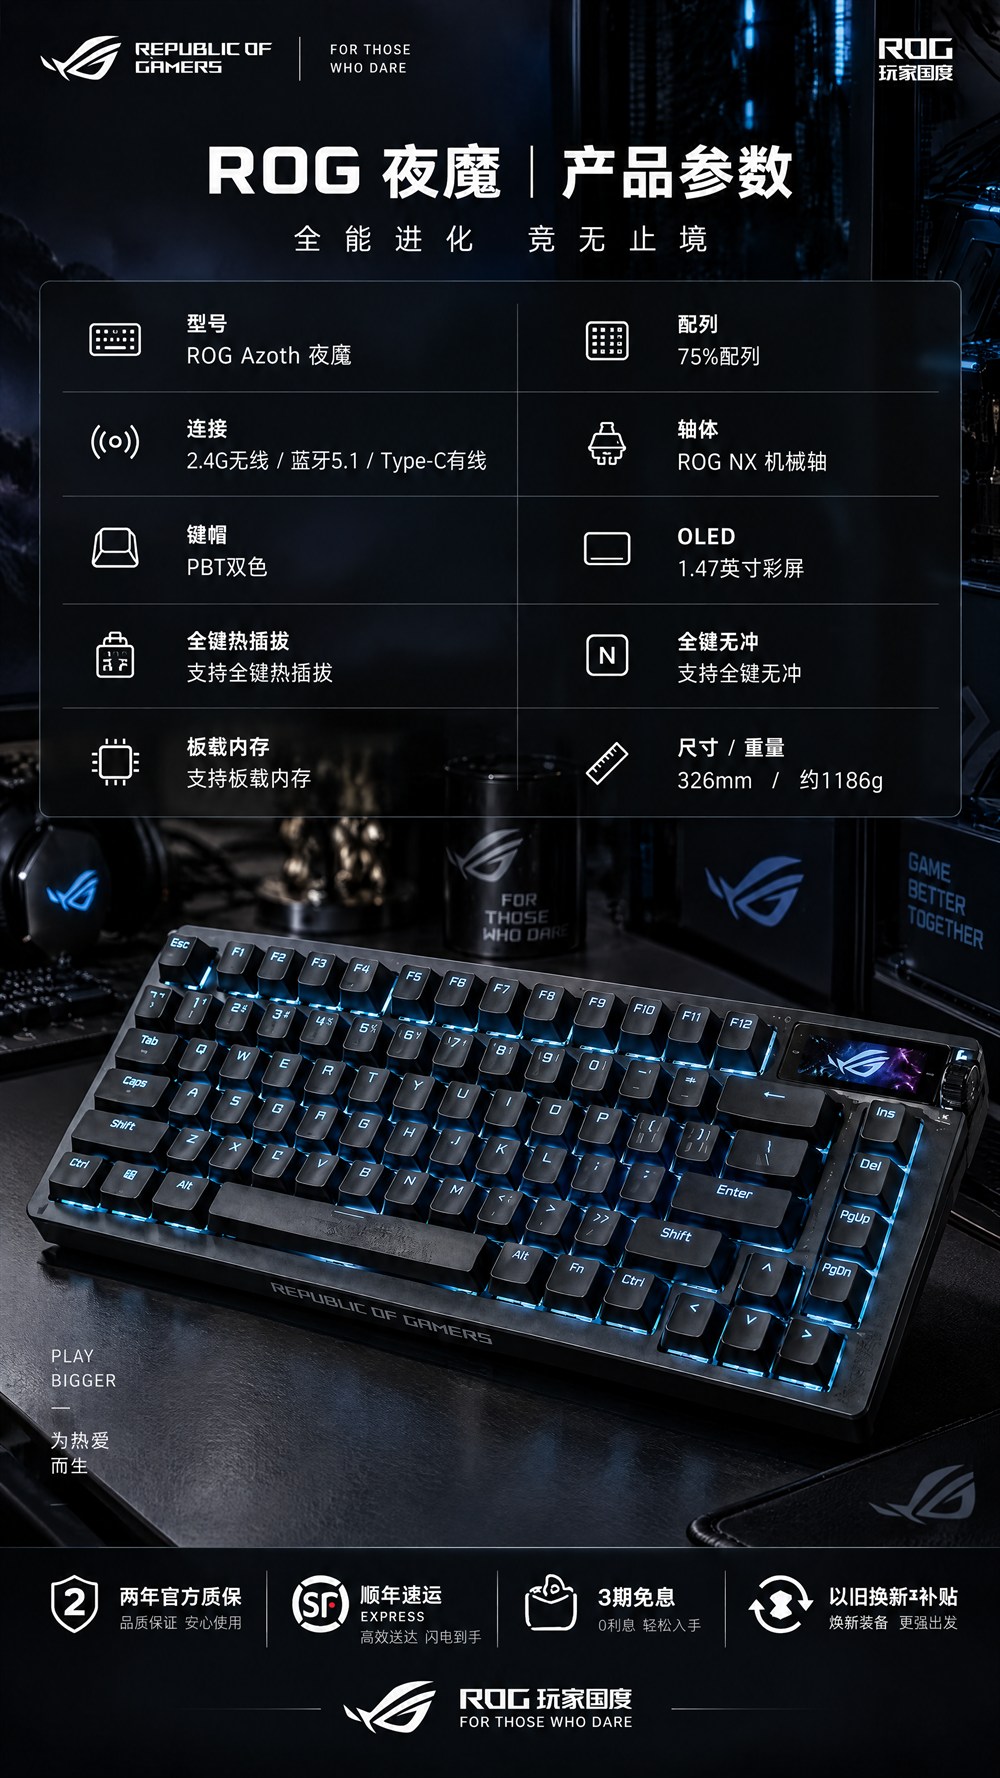 REPUBLIC OF
GAMERS
FOR THOSE
WHO DARE
ROG
玩家国度
ROG 夜魔｜产品参数
全能进化 竞无止境
型号
ROG Azoth 夜魔
配列
75%配列
连接
2.4G无线 / 蓝牙5.1 / Type-C有线
轴体
ROG NX 机械轴
键帽
PBT双色
OLED
1.47英寸彩屏
全键热插拔
支持全键热插拔
N
全键无冲
支持全键无冲
板载内存
支持板载内存
尺寸 / 重量
326mm / 约1186g
FOR
THOSE
WHO DARE
GAME
BETTER
TOGETHER
Esc F1 F2 F3 F4 F5 F6 F7 F8 F9 F10 F11 F12
Tab Q W E R T Y U I O P
Ins
Caps A S G A G H J K L ; Enter
Del
Shift Z X C V B N M Shift
PgUp
Ctrl Alt Alt Fn Ctrl
PgDn
REPUBLIC OF GAMERS
PLAY
BIGGER
为热爱
而生
2
两年官方质保
品质保证 安心使用
SF
顺年速运
EXPRESS
高效送达 闪电到手
3期免息
0利息 轻松入手
以旧换新补贴
焕新装备 更强出发
ROG 玩家国度
FOR THOSE WHO DARE